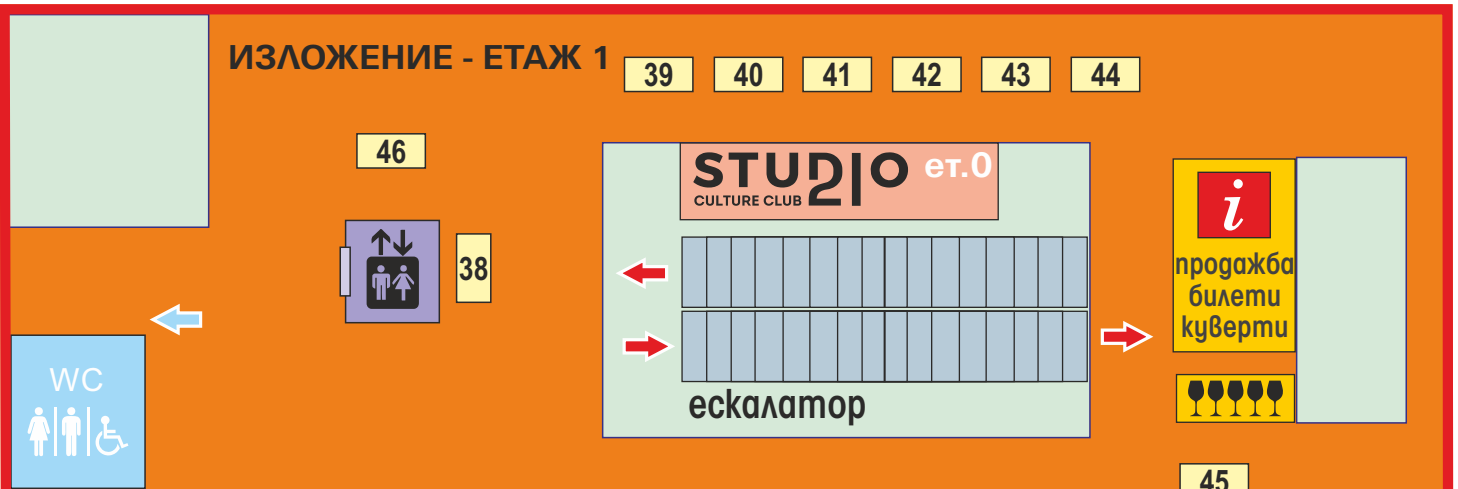 ИЗЛОЖЕНИЕ - ЕТАЖ 1
39 40 41 42 43 44
46
STUDIO ет.0
CULTURE CLUB 21
38
i
продажба
билети
куверти
WC
ескалатор
45